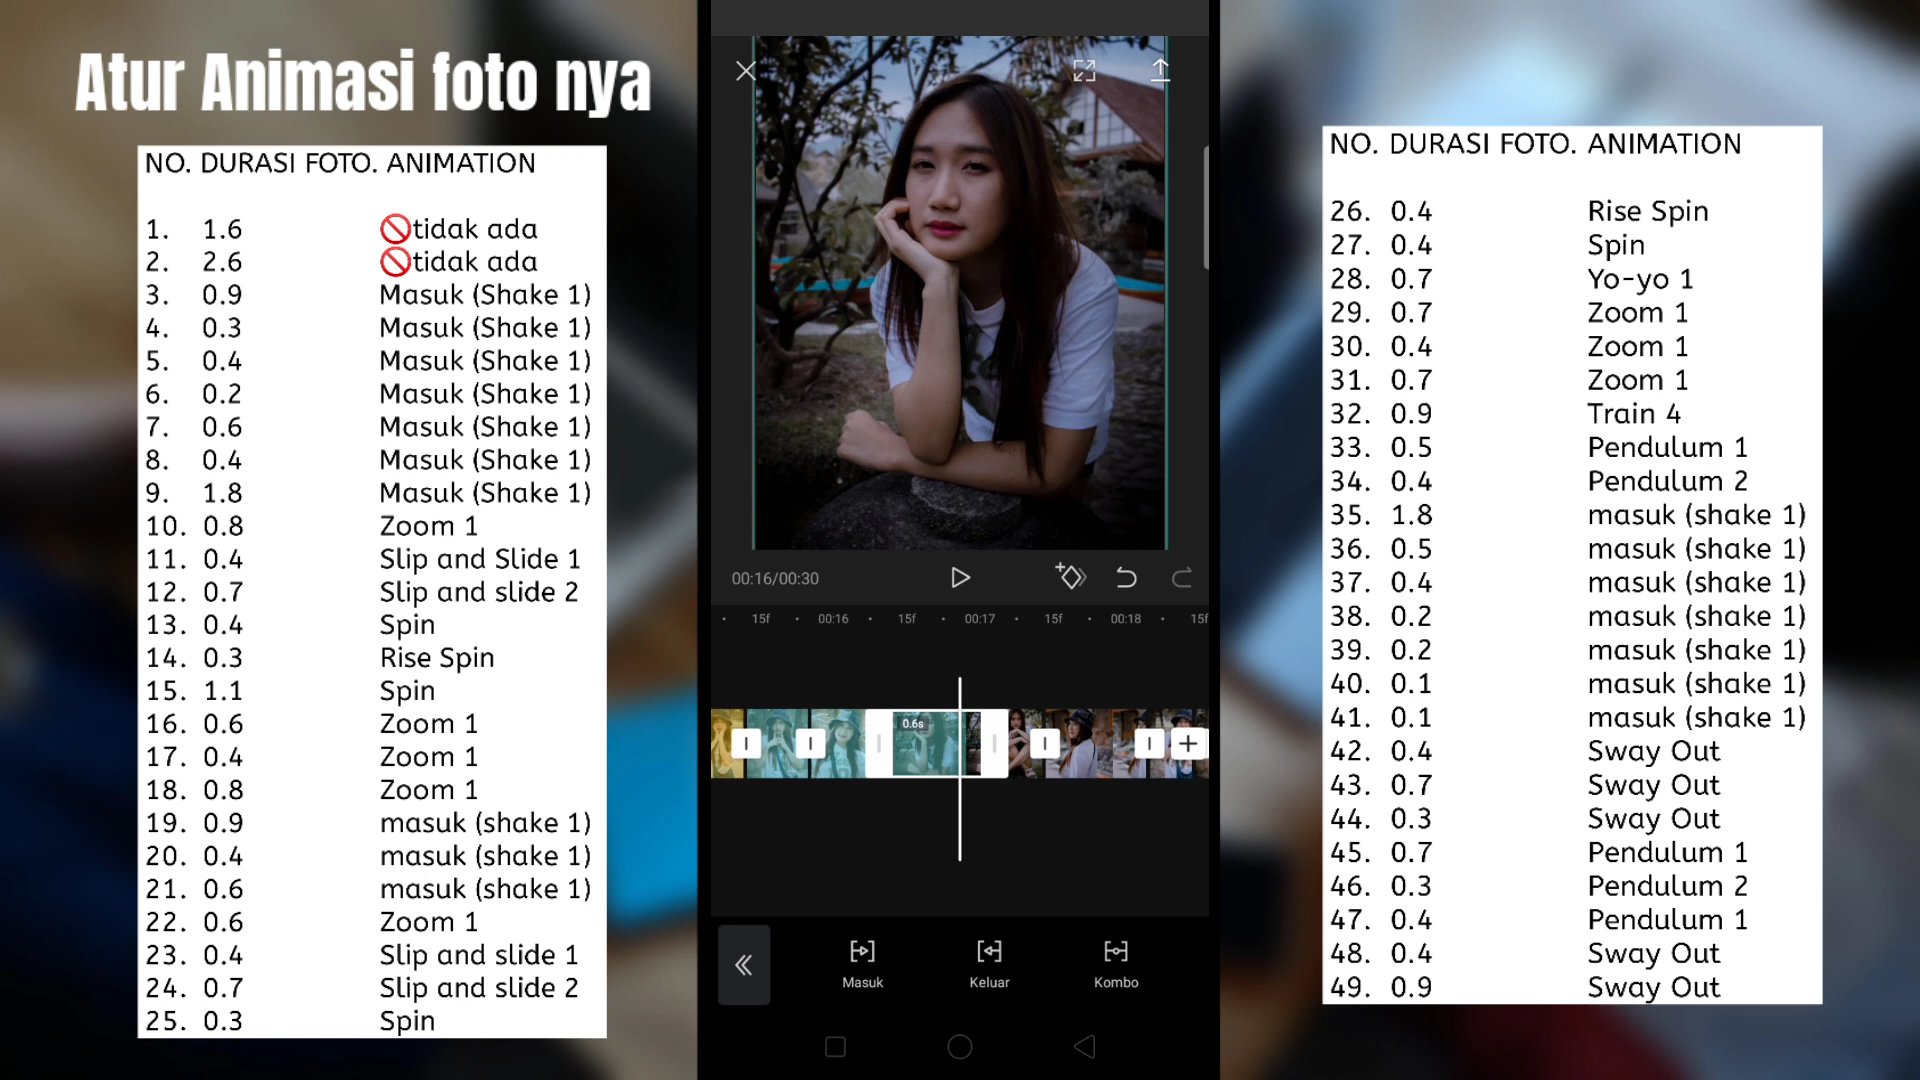 Atur Animasi foto nya
NO. DURASI FOTO. ANIMATION
1. 1.6 🚫tidak ada
2. 2.6 🚫tidak ada
3. 0.9 Masuk (Shake 1)
4. 0.3 Masuk (Shake 1)
5. 0.4 Masuk (Shake 1)
6. 0.2 Masuk (Shake 1)
7. 0.6 Masuk (Shake 1)
8. 0.4 Masuk (Shake 1)
9. 1.8 Masuk (Shake 1)
10. 0.8 Zoom 1
11. 0.4 Slip and Slide 1
12. 0.7 Slip and slide 2
13. 0.4 Spin
14. 0.3 Rise Spin
15. 1.1 Spin
16. 0.6 Zoom 1
17. 0.4 Zoom 1
18. 0.8 Zoom 1
19. 0.9 masuk (shake 1)
20. 0.4 masuk (shake 1)
21. 0.6 masuk (shake 1)
22. 0.6 Zoom 1
23. 0.4 Slip and slide 1
24. 0.7 Slip and slide 2
25. 0.3 Spin
00:16/00:30
15f 00:16 15f 00:17 15f 00:18 15f
0.6s
Masuk Keluar Kombo
NO. DURASI FOTO. ANIMATION
26. 0.4 Rise Spin
27. 0.4 Spin
28. 0.7 Yo-yo 1
29. 0.7 Zoom 1
30. 0.4 Zoom 1
31. 0.7 Zoom 1
32. 0.9 Train 4
33. 0.5 Pendulum 1
34. 0.4 Pendulum 2
35. 1.8 masuk (shake 1)
36. 0.5 masuk (shake 1)
37. 0.4 masuk (shake 1)
38. 0.2 masuk (shake 1)
39. 0.2 masuk (shake 1)
40. 0.1 masuk (shake 1)
41. 0.1 masuk (shake 1)
42. 0.4 Sway Out
43. 0.7 Sway Out
44. 0.3 Sway Out
45. 0.7 Pendulum 1
46. 0.3 Pendulum 2
47. 0.4 Pendulum 1
48. 0.4 Sway Out
49. 0.9 Sway Out